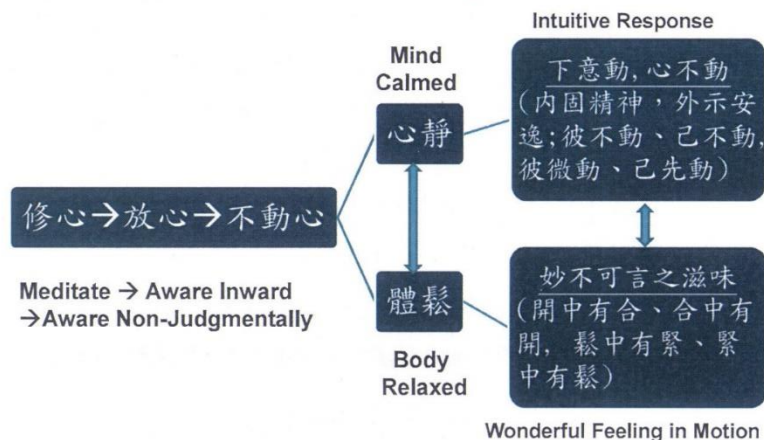 Intuitive Response
Mind
Calmed
下意動,心不動
(內固精神，外示安
逸;彼不動、己不動,
彼微動、己先動)
心靜
修心→放心→不動心
Meditate → Aware Inward
→Aware Non-Judgmentally
體鬆
Body
Relaxed
妙不可言之滋味
(開中有合、合中有
開, 鬆中有緊、緊
中有鬆)
Wonderful Feeling in Motion